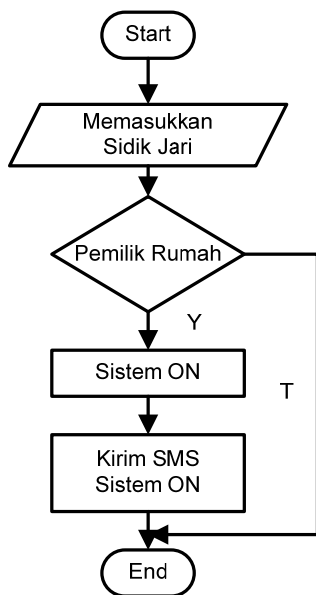 Start
Memasukkan
Sidik Jari
Pemilik Rumah
Y
Sistem ON
T
Kirim SMS
Sistem ON
End